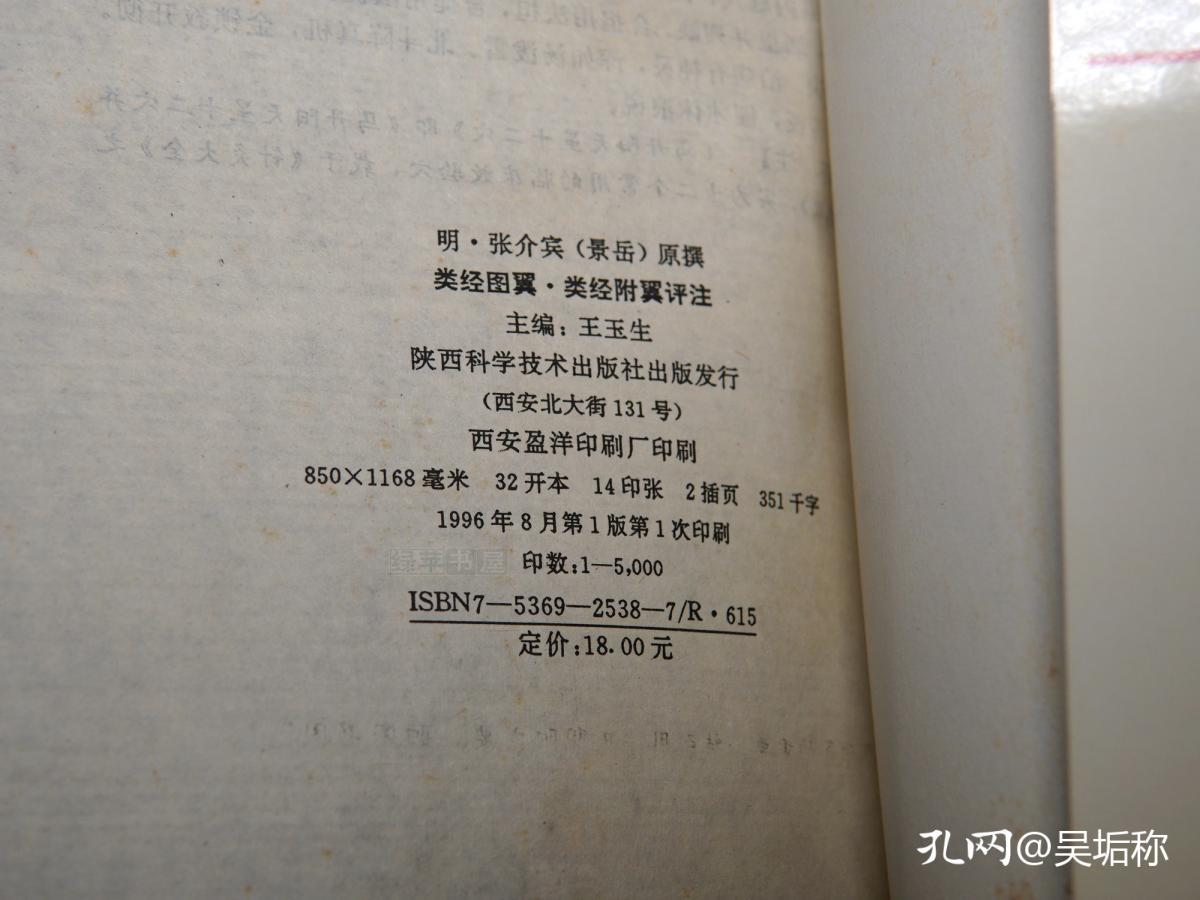 明·张介宾（景岳）原撰
类经图翼·类经附翼评注
主编：王玉生
陕西科学技术出版社出版发行
（西安北大街131号）
西安盈洋印刷厂印刷
850×1168毫米 32开本 14印张 2插页 351千字
1996年8月第1版第1次印刷
印数:1—5,000
ISBN7—5369—2538—7/R·615
定价:18.00元
绿苹书屋
孔网@吴垢称